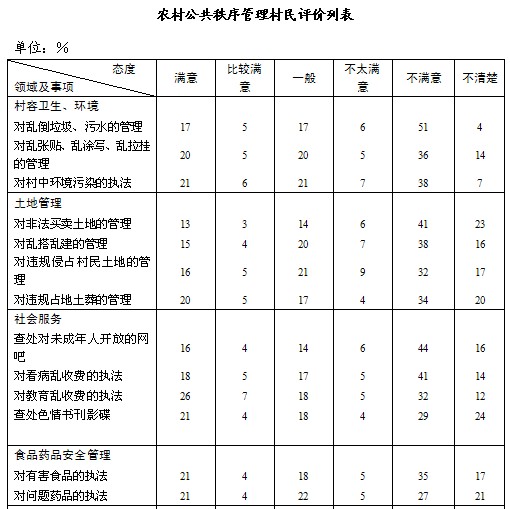 农村公共秩序管理村民评价列表
单位：%
态度
领域及事项 满意 比较满意 一般 不太满意 不满意 不清楚
村容卫生、环境
对乱倒垃圾、污水的管理 17 5 17 6 51 4
对乱张贴、乱涂写、乱拉挂的管理 20 5 20 5 36 14
对村中环境污染的执法 21 6 21 7 38 7
土地管理
对非法买卖土地的管理 13 3 14 6 41 23
对乱搭乱建的管理 15 4 20 7 38 16
对违规侵占村民土地的管理 16 5 21 9 32 17
对违规占地土葬的管理 20 5 17 4 34 20
社会服务
查处对未成年人开放的网吧 16 4 14 6 44 16
对看病乱收费的执法 18 5 17 5 41 14
对教育乱收费的执法 26 7 18 5 32 12
查处色情书刊影碟 21 4 18 4 29 24
食品药品安全管理
对有害食品的执法 21 4 18 5 35 17
对问题药品的执法 21 4 22 5 27 21